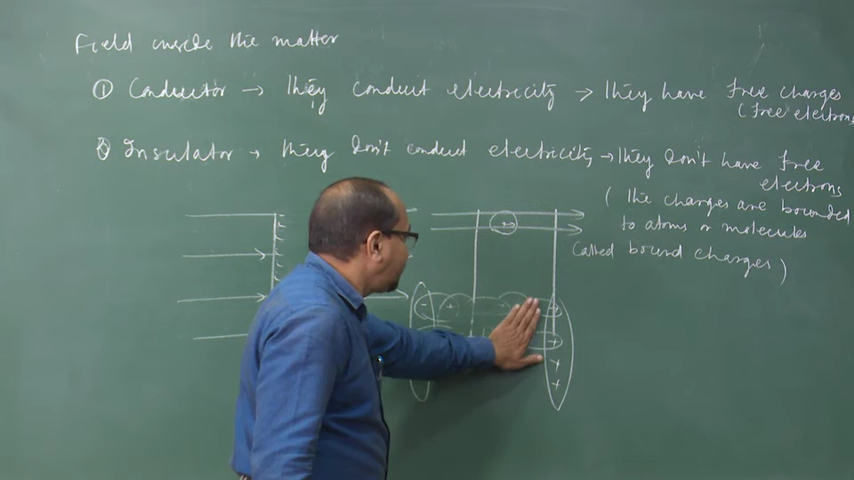 Field inside the matter
① Conductor → They conduct electricity → They have free charges
(free electrons
② Insulator → They Don't conduct electricity → They Don't have free
electrons
( The charges are bounded
to atoms or molecules
called bound charges )